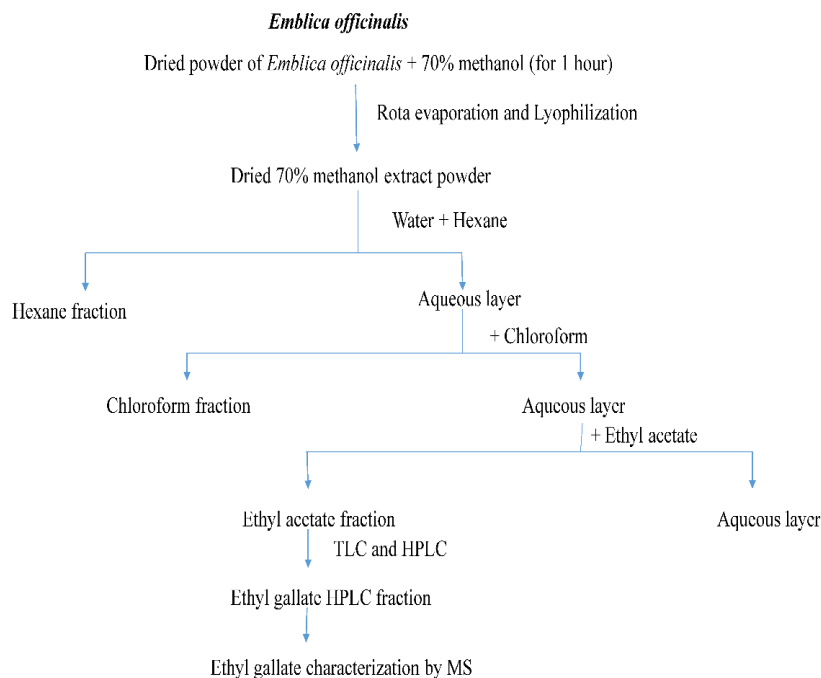 Emblica officinalis
Dried powder of Emblica officinalis + 70% methanol (for 1 hour)
Rota evaporation and Lyophilization
Dried 70% methanol extract powder
Water + Hexane
Hexane fraction
Aqueous layer
+ Chloroform
Chloroform fraction
Aqueous layer
+ Ethyl acetate
Ethyl acetate fraction
Aqueous layer
TLC and HPLC
Ethyl gallate HPLC fraction
Ethyl gallate characterization by MS